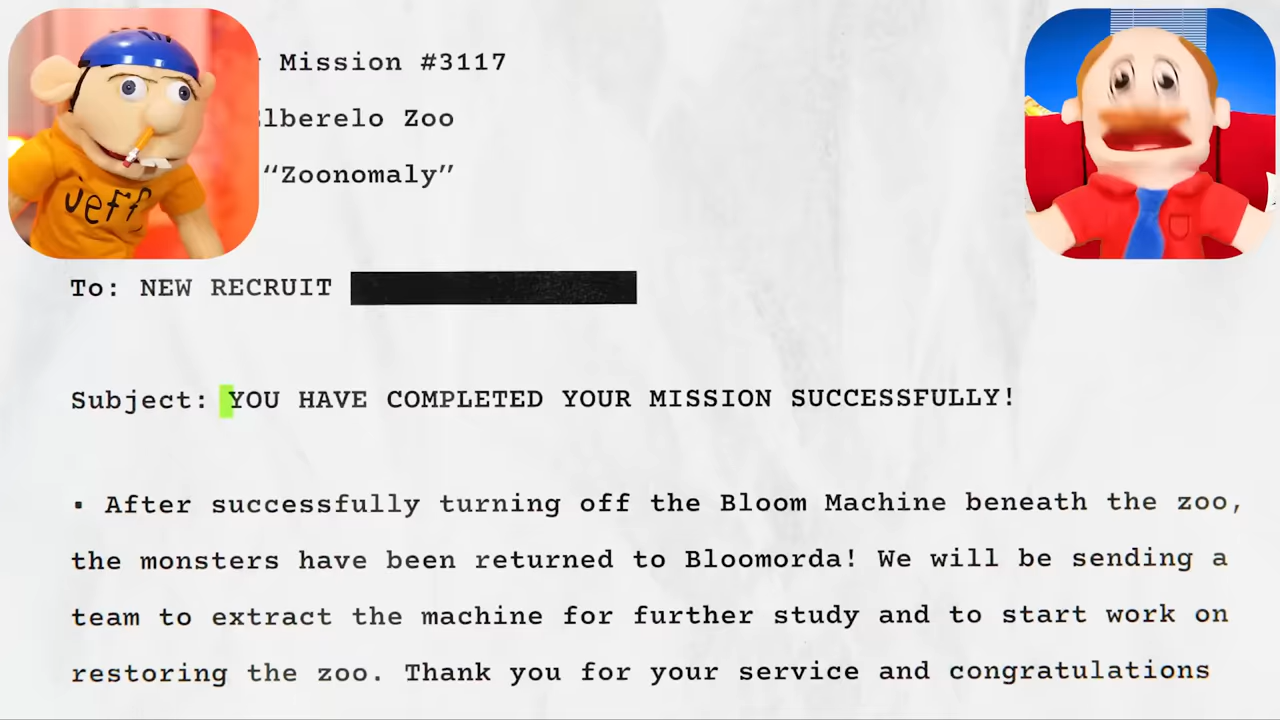 Mission #3117
Elberelo Zoo
“Zoonomaly”
To: NEW RECRUIT
Subject: YOU HAVE COMPLETED YOUR MISSION SUCCESSFULLY!
▪ After successfully turning off the Bloom Machine beneath the zoo,
the monsters have been returned to Bloomorda! We will be sending a
team to extract the machine for further study and to start work on
restoring the zoo. Thank you for your service and congratulations
jeff